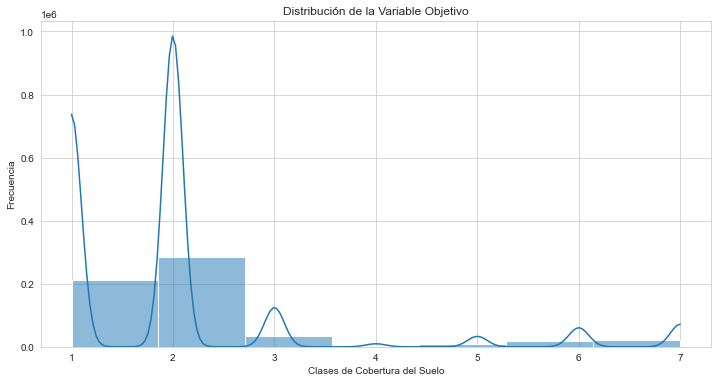 Distribución de la Variable Objetivo
1e6
1.0
0.8
0.6
0.4
0.2
0.0
Frecuencia
1 2 3 4 5 6 7
Clases de Cobertura del Suelo